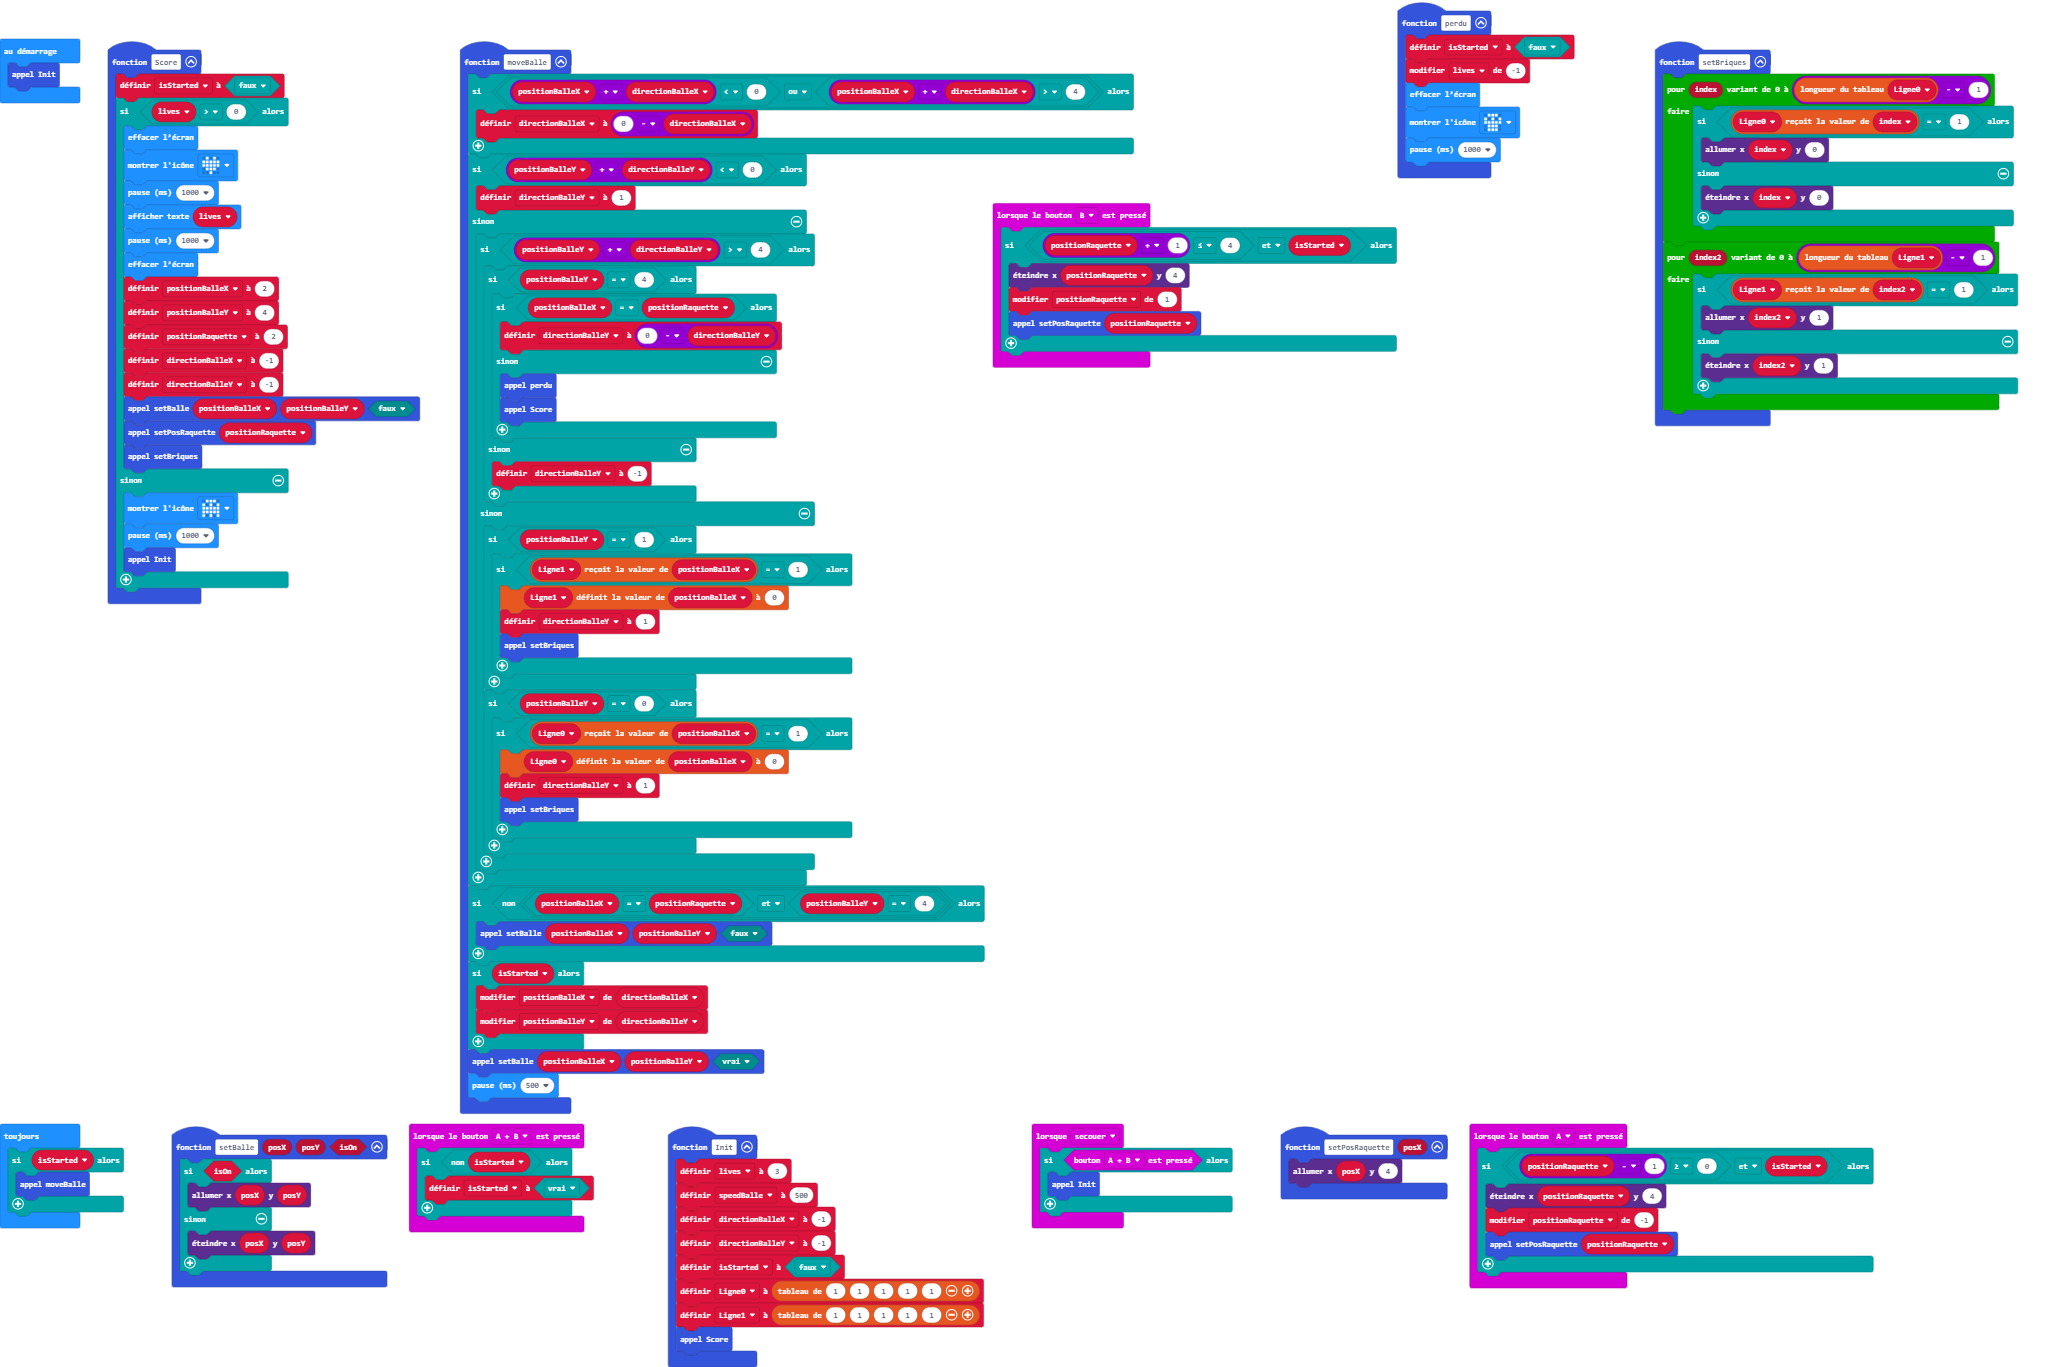 au démarrage
appel Init
fonction Score
définir isStarted à faux
si lives > 0 alors
effacer l'écran
montrer l'icône
pause (ms) 1000
afficher texte lives
pause (ms) 1000
effacer l'écran
définir positionBalleX à 2
définir positionBalleY à 4
définir positionRaquette à 2
définir directionBalleX à -1
définir directionBalleY à -1
appel setBalle positionBalleX positionBalleY faux
appel setPosRaquette positionRaquette
appel setBriques
sinon
montrer l'icône
pause (ms) 1000
appel Init
fonction moveBalle
si positionBalleX + directionBalleX < 0 ou positionBalleX + directionBalleX > 4 alors
définir directionBalleX à 0 - directionBalleX
si positionBalleY + directionBalleY < 0 alors
définir directionBalleY à 1
sinon
si positionBalleY + directionBalleY > 4 alors
si positionBalleY = 4 alors
si positionBalleX = positionRaquette alors
définir directionBalleY à 0 - directionBalleY
sinon
appel perdu
appel Score
sinon
définir directionBalleY à -1
sinon
si positionBalleY = 1 alors
si Ligne1 reçoit la valeur de positionBalleX = 1 alors
Ligne1 définit la valeur de positionBalleX à 0
définir directionBalleY à 1
appel setBriques
si positionBalleY = 0 alors
si Ligne0 reçoit la valeur de positionBalleX = 1 alors
Ligne0 définit la valeur de positionBalleX à 0
définir directionBalleY à 1
appel setBriques
si non positionBalleX = positionRaquette et positionBalleY = 4 alors
appel setBalle positionBalleX positionBalleY faux
si isStarted alors
modifier positionBalleX de directionBalleX
modifier positionBalleY de directionBalleY
appel setBalle positionBalleX positionBalleY vrai
pause (ms) 500
lorsque le bouton B est pressé
si positionRaquette + 1 ≤ 4 et isStarted alors
éteindre x positionRaquette y 4
modifier positionRaquette de 1
appel setPosRaquette positionRaquette
fonction perdu
définir isStarted à faux
modifier lives de -1
effacer l'écran
montrer l'icône
pause (ms) 1000
fonction setBriques
pour index variant de 0 à longueur du tableau Ligne0 - 1
faire
si Ligne0 reçoit la valeur de index = 1 alors
allumer x index y 0
sinon
éteindre x index y 0
pour index2 variant de 0 à longueur du tableau Ligne1 - 1
faire
si Ligne1 reçoit la valeur de index2 = 1 alors
allumer x index2 y 1
sinon
éteindre x index2 y 1
toujours
si isStarted alors
appel moveBalle
fonction setBalle posX posY isOn
si isOn alors
allumer x posX y posY
sinon
éteindre x posX y posY
lorsque le bouton A + B est pressé
si non isStarted alors
définir isStarted à vrai
fonction Init
définir lives à 3
définir speedBalle à 500
définir directionBalleX à -1
définir directionBalleY à -1
définir isStarted à faux
définir Ligne0 à tableau de 1 1 1 1 1
définir Ligne1 à tableau de 1 1 1 1 1
appel Score
lorsque secouer
si bouton A + B est pressé alors
appel Init
fonction setPosRaquette posX
allumer x posX y 4
lorsque le bouton A est pressé
si positionRaquette - 1 ≥ 0 et isStarted alors
éteindre x positionRaquette y 4
modifier positionRaquette de -1
appel setPosRaquette positionRaquette